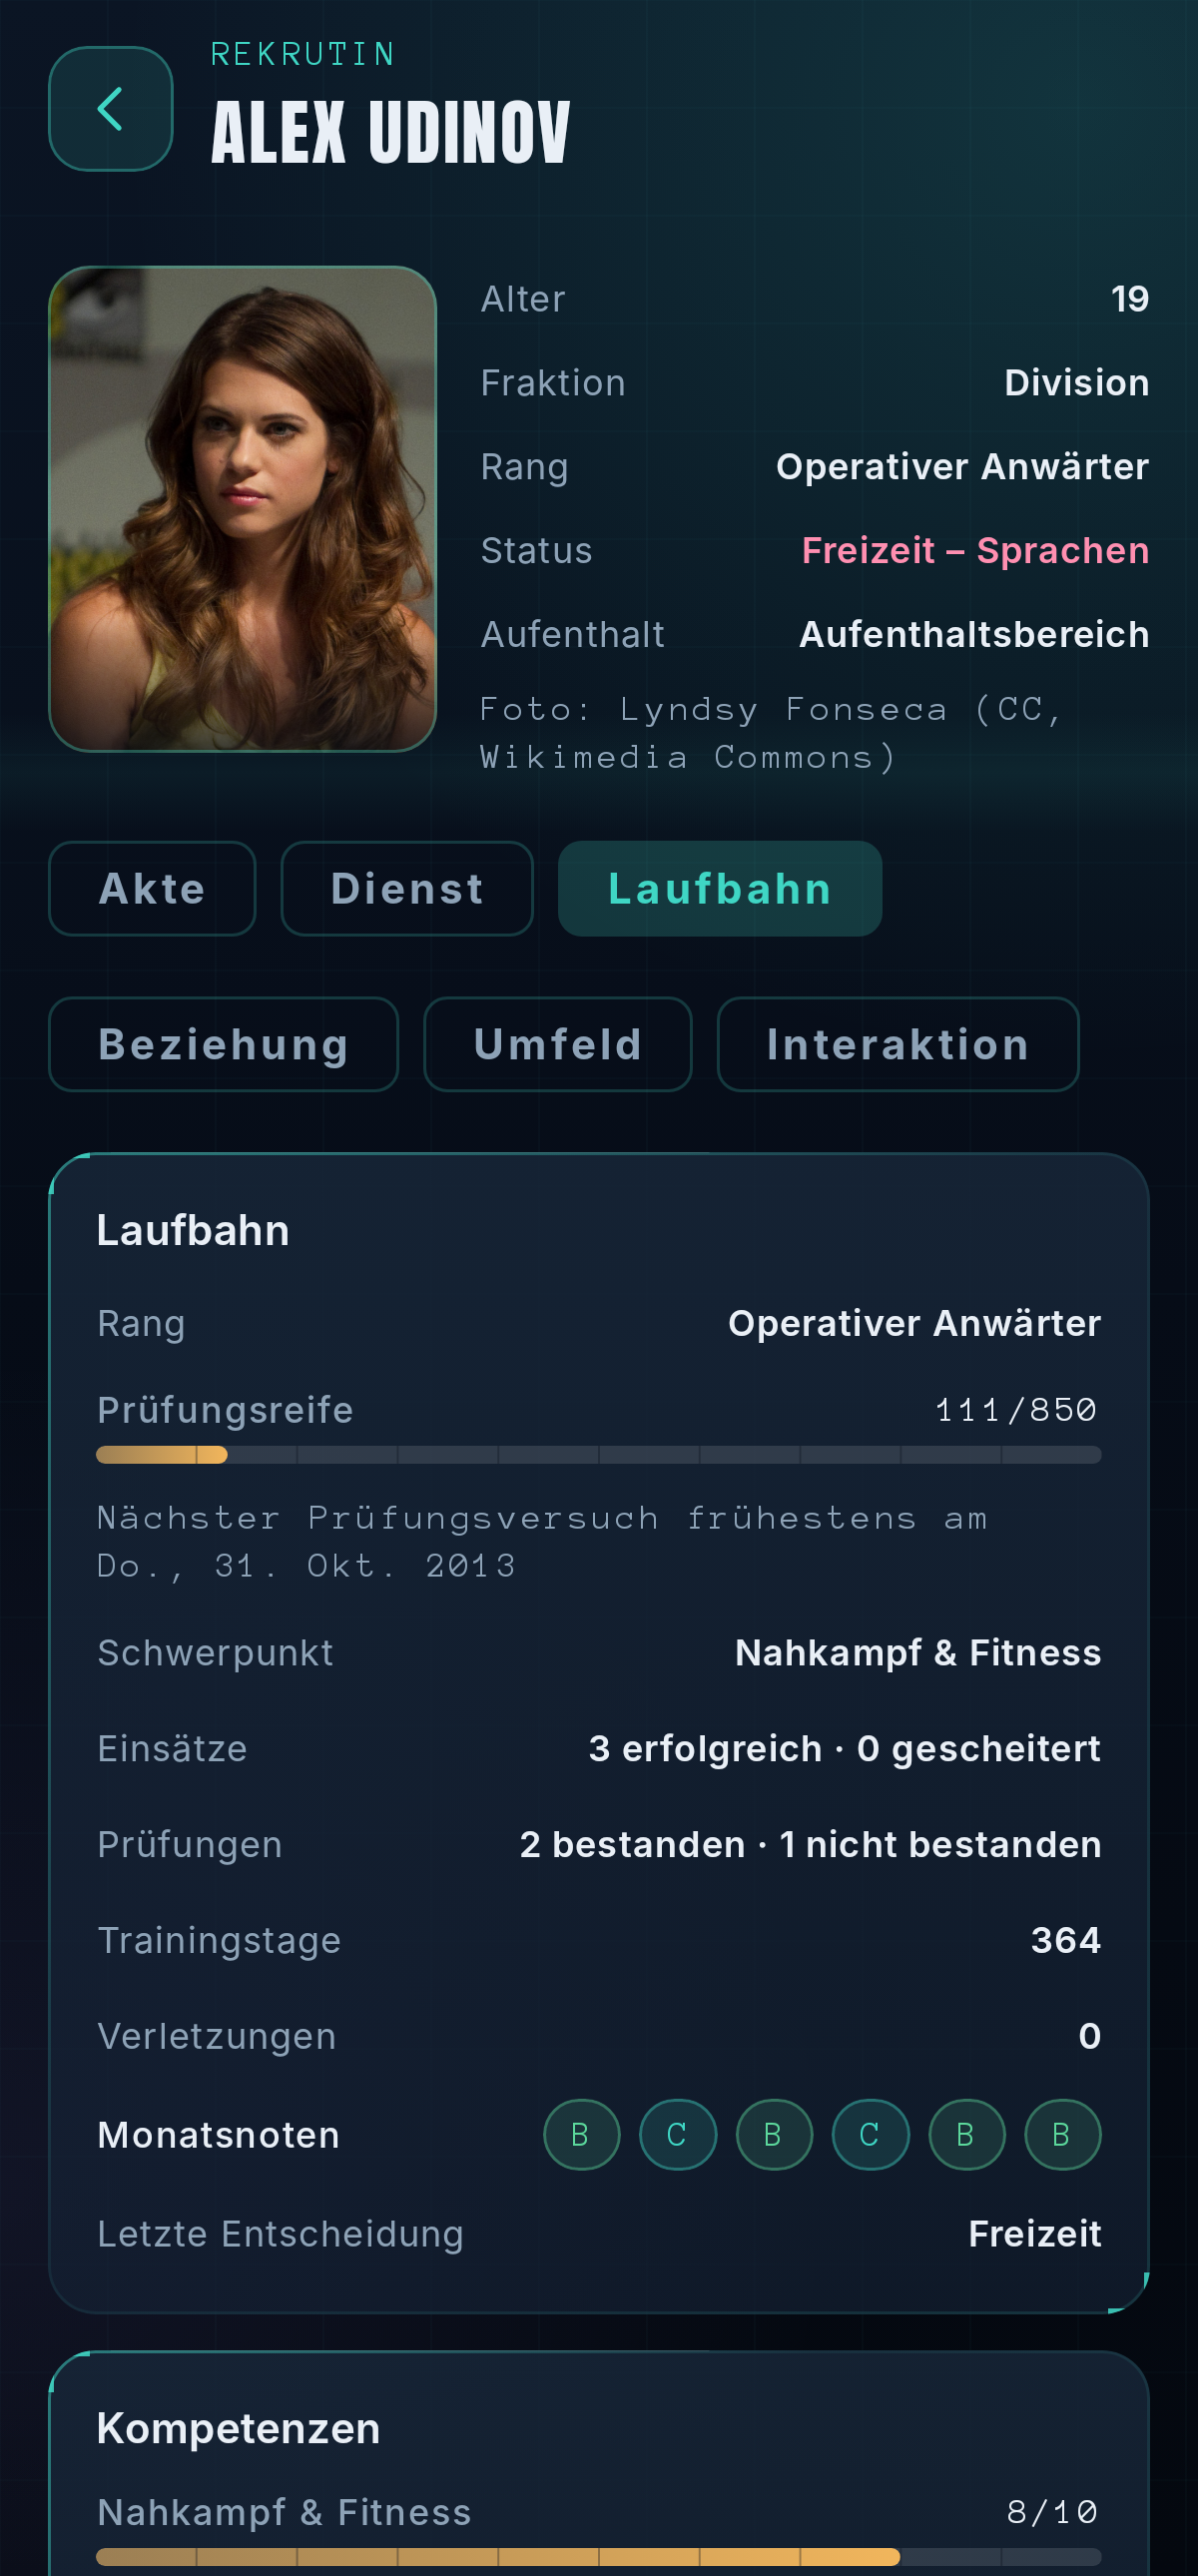 REKRUTIN
ALEX UDINOV
Alter 19
Fraktion Division
Rang Operativer Anwärter
Status Freizeit – Sprachen
Aufenthalt Aufenthaltsbereich
Foto: Lyndsy Fonseca (CC,
Wikimedia Commons)
Akte Dienst Laufbahn
Beziehung Umfeld Interaktion
Laufbahn
Rang Operativer Anwärter
Prüfungsreife 111/850
Nächster Prüfungsversuch frühestens am
Do., 31. Okt. 2013
Schwerpunkt Nahkampf & Fitness
Einsätze 3 erfolgreich · 0 gescheitert
Prüfungen 2 bestanden · 1 nicht bestanden
Trainingstage 364
Verletzungen 0
Monatsnoten B C B C B B
Letzte Entscheidung Freizeit
Kompetenzen
Nahkampf & Fitness 8/10